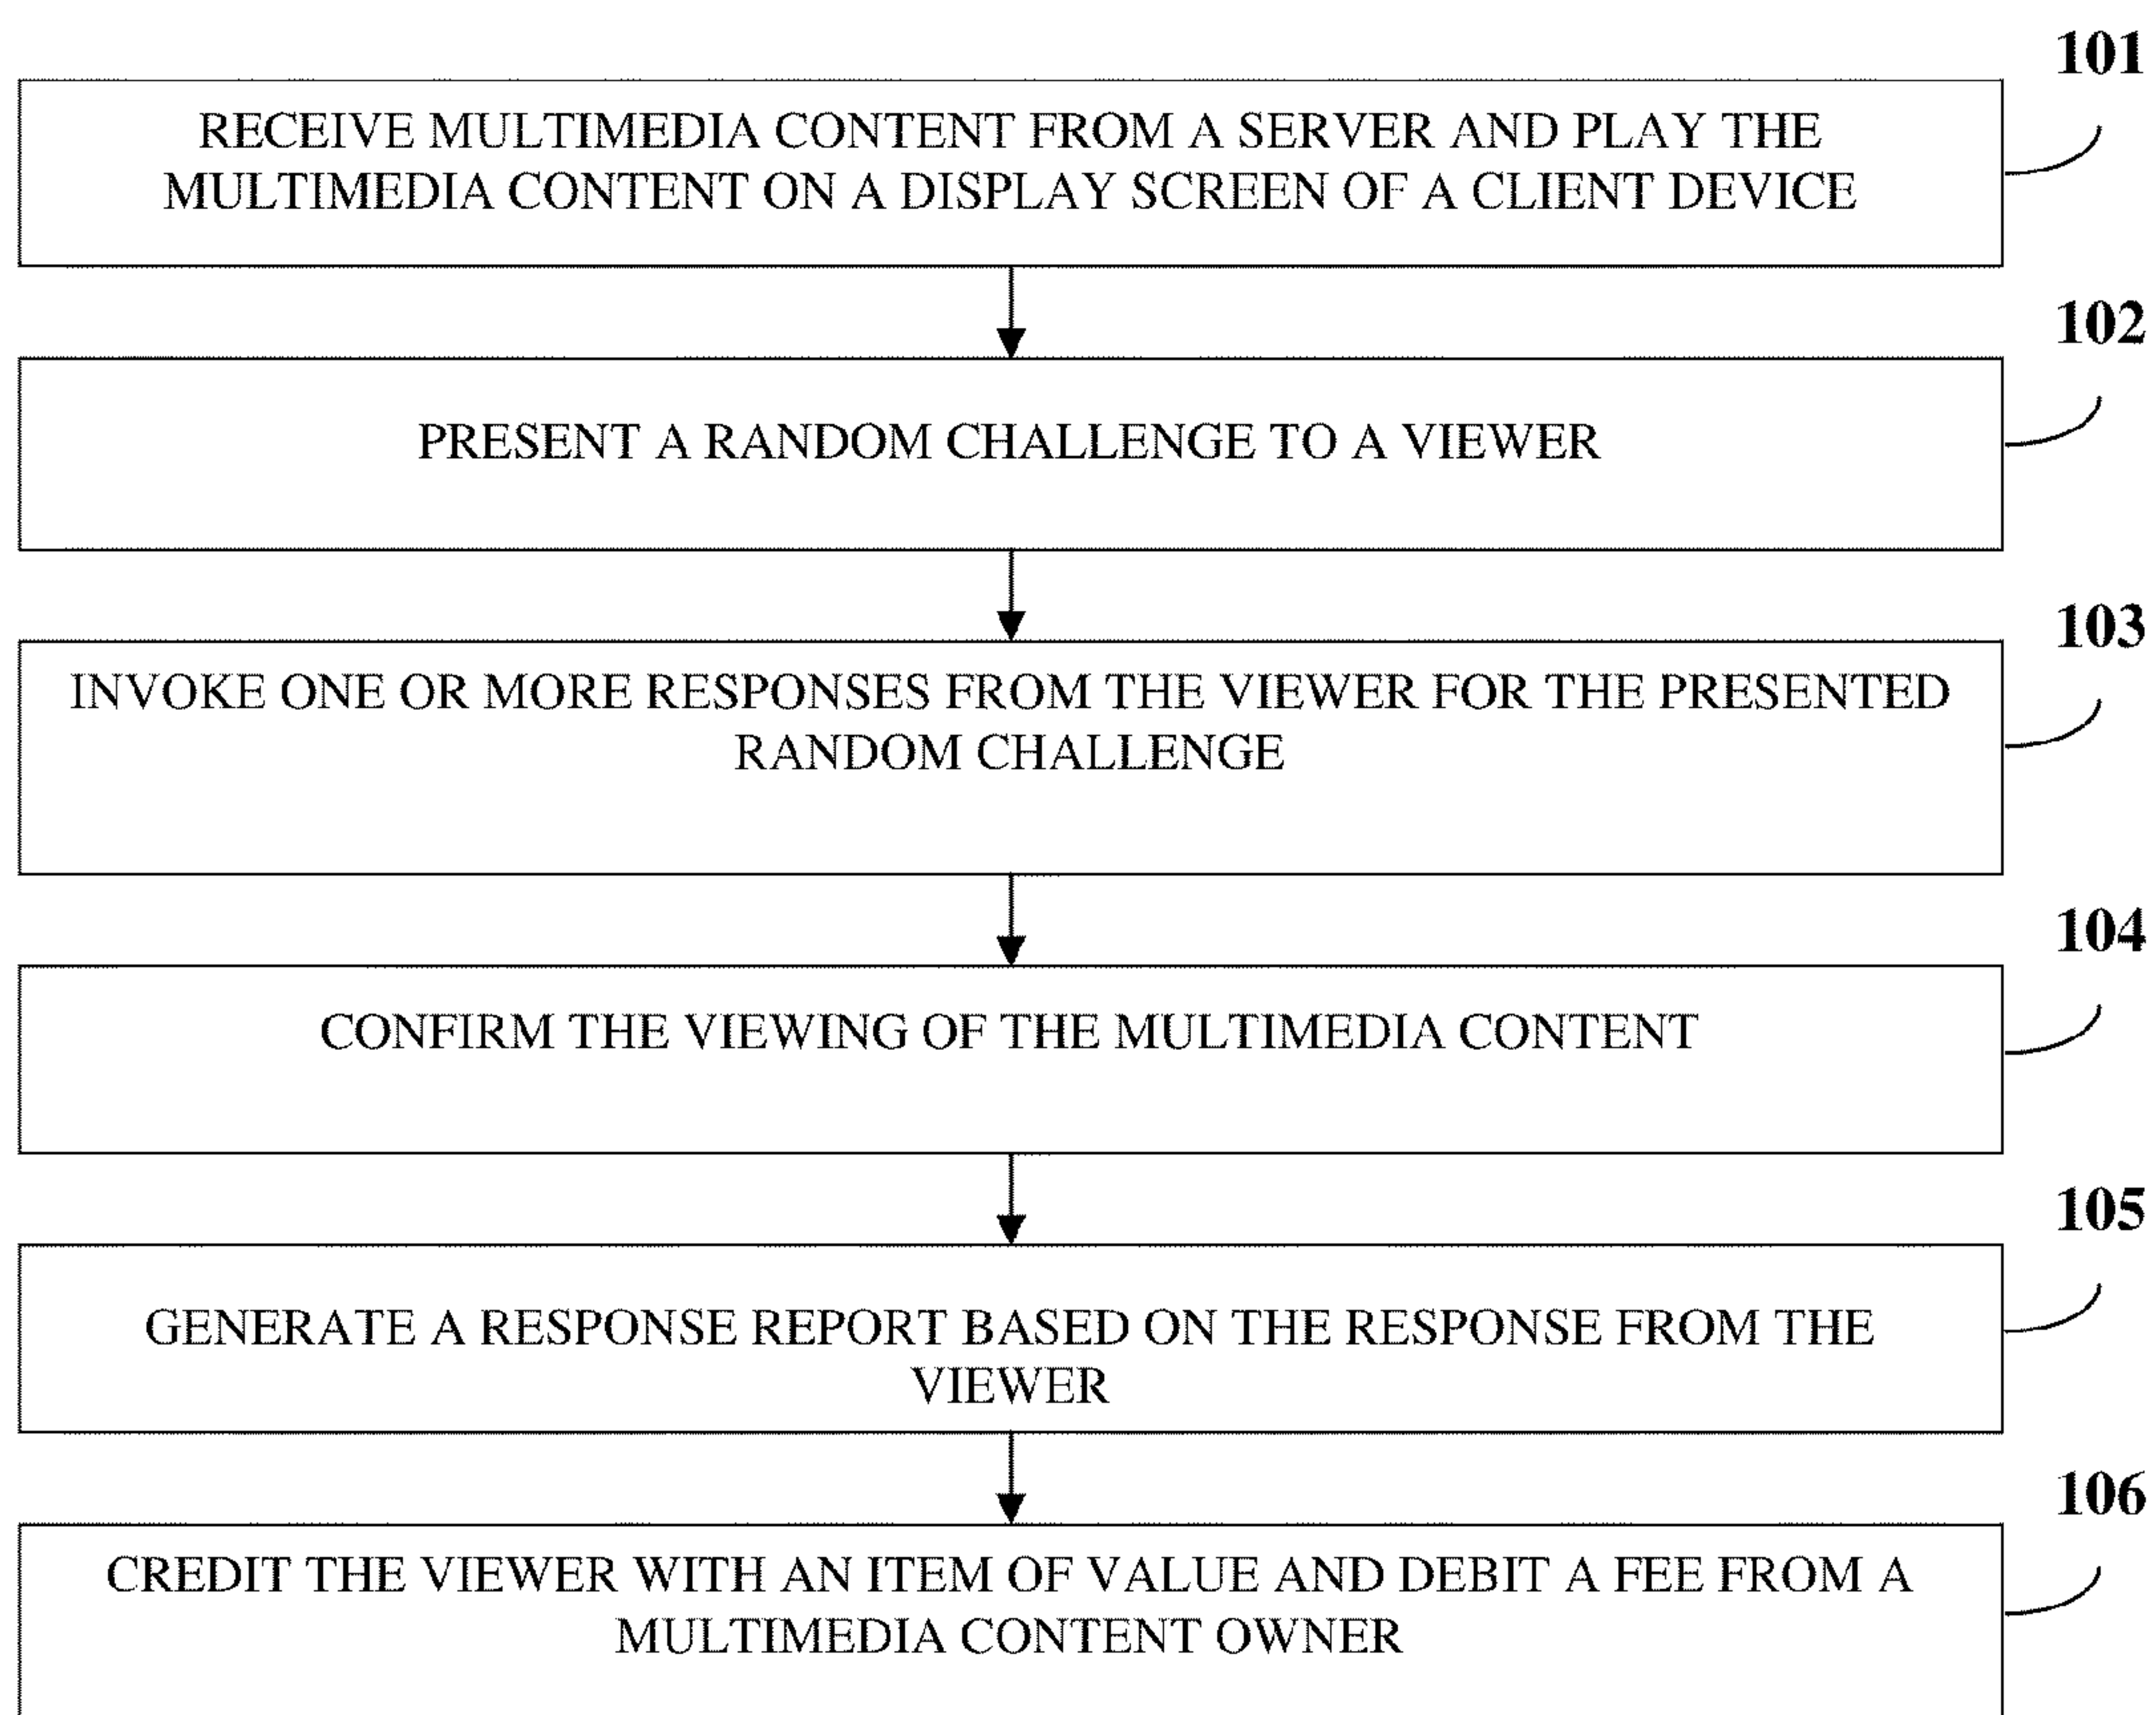 101
RECEIVE MULTIMEDIA CONTENT FROM A SERVER AND PLAY THE
MULTIMEDIA CONTENT ON A DISPLAY SCREEN OF A CLIENT DEVICE
102
PRESENT A RANDOM CHALLENGE TO A VIEWER
103
INVOKE ONE OR MORE RESPONSES FROM THE VIEWER FOR THE PRESENTED
RANDOM CHALLENGE
104
CONFIRM THE VIEWING OF THE MULTIMEDIA CONTENT
105
GENERATE A RESPONSE REPORT BASED ON THE RESPONSE FROM THE
VIEWER
106
CREDIT THE VIEWER WITH AN ITEM OF VALUE AND DEBIT A FEE FROM A
MULTIMEDIA CONTENT OWNER